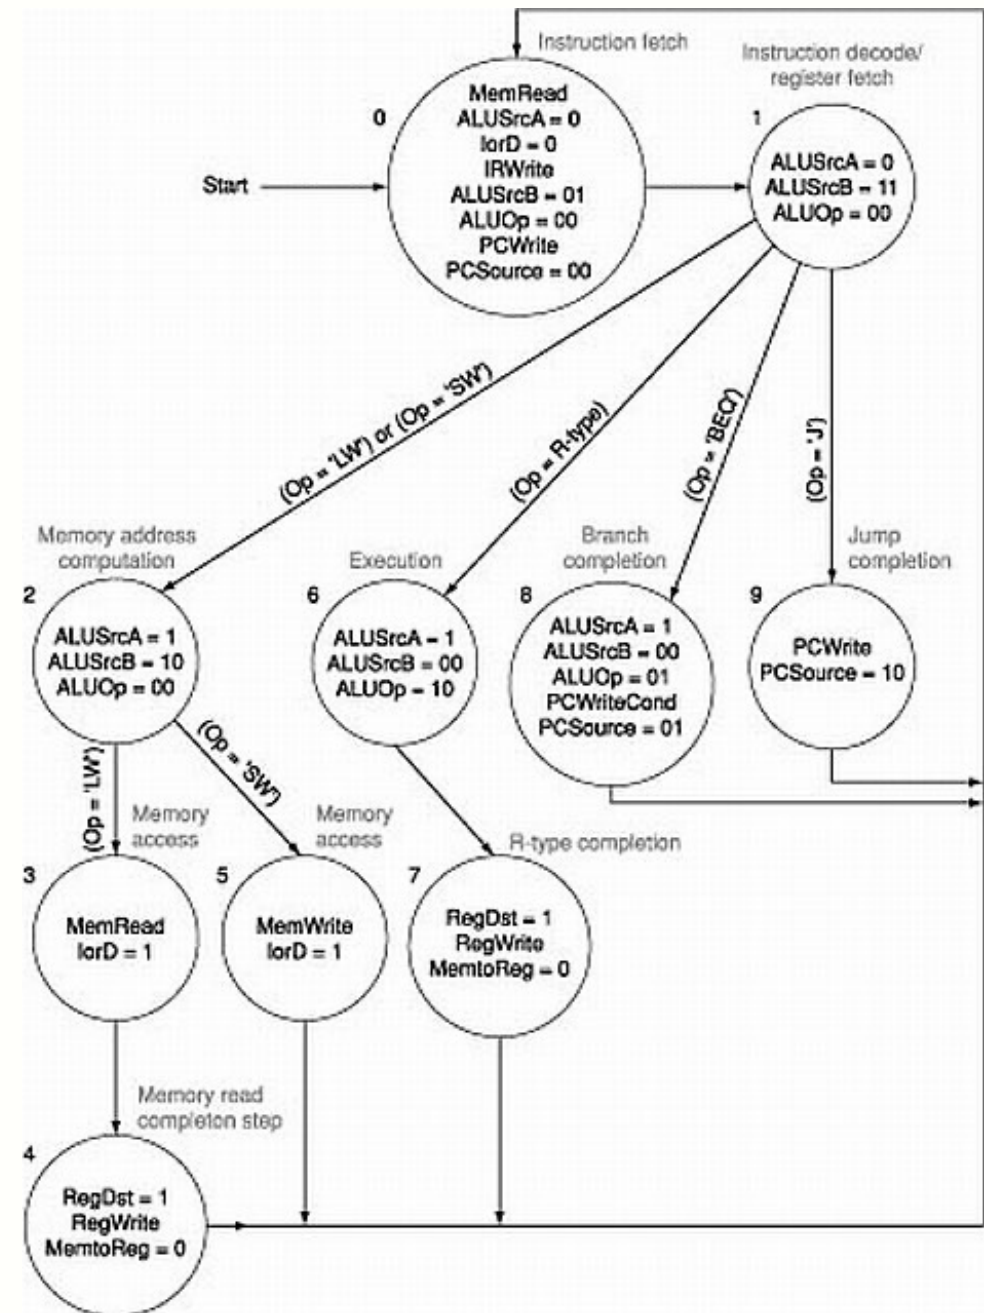 Instruction fetch
Instruction decode/
register fetch
0
MemRead
ALUSrcA = 0
IorD = 0
IRWrite
ALUSrcB = 01
ALUOp = 00
PCWrite
PCSource = 00
Start
1
ALUSrcA = 0
ALUSrcB = 11
ALUOp = 00
(Op = 'LW') or (Op = 'SW')
(Op = R-type)
(Op = 'BEQ')
(Op = 'J')
Memory address
computation
2
ALUSrcA = 1
ALUSrcB = 10
ALUOp = 00
Execution
6
ALUSrcA = 1
ALUSrcB = 00
ALUOp = 10
Branch
completion
8
ALUSrcA = 1
ALUSrcB = 00
ALUOp = 01
PCWriteCond
PCSource = 01
Jump
completion
9
PCWrite
PCSource = 10
(Op = 'LW')
(Op = 'SW')
Memory
access
3
MemRead
IorD = 1
Memory
access
5
MemWrite
IorD = 1
R-type completion
7
RegDst = 1
RegWrite
MemtoReg = 0
Memory read
completon step
4
RegDst = 1
RegWrite
MemtoReg = 0